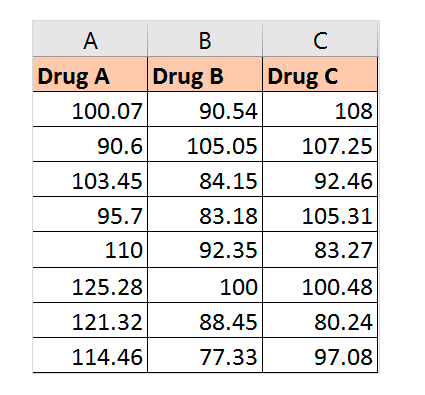 A B C
Drug A Drug B Drug C
100.07 90.54 108
90.6 105.05 107.25
103.45 84.15 92.46
95.7 83.18 105.31
110 92.35 83.27
125.28 100 100.48
121.32 88.45 80.24
114.46 77.33 97.08